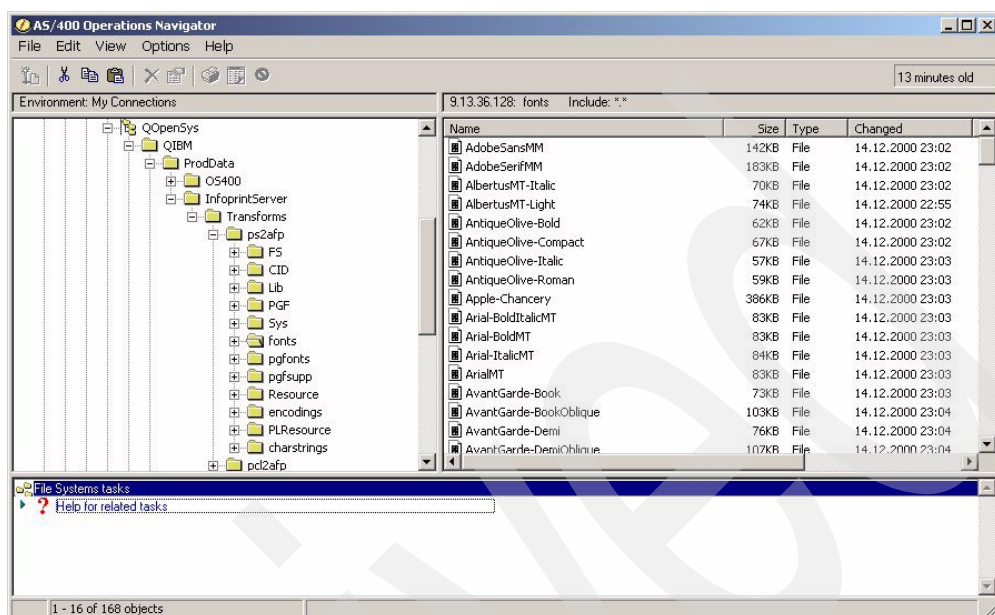 AS/400 Operations Navigator
File Edit View Options Help
13 minutes old
Environment: My Connections
9.13.36.128: fonts Include: *.*
QOpenSys
QIBM
ProdData
OS400
InfoprintServer
Transforms
ps2afp
FS
CID
Lib
PGF
Sys
fonts
pgfonts
pgfsupp
Resource
encodings
PLResource
charstrings
pcl2afp
Name Size Type Changed
AdobeSansMM 142KB File 14.12.2000 23:02
AdobeSerifMM 183KB File 14.12.2000 23:02
AlbertusMT-Italic 70KB File 14.12.2000 23:02
AlbertusMT-Light 74KB File 14.12.2000 22:55
AntiqueOlive-Bold 62KB File 14.12.2000 23:02
AntiqueOlive-Compact 67KB File 14.12.2000 23:02
AntiqueOlive-Italic 57KB File 14.12.2000 23:03
AntiqueOlive-Roman 59KB File 14.12.2000 23:03
Apple-Chancery 386KB File 14.12.2000 23:03
Arial-BoldItalicMT 83KB File 14.12.2000 23:03
Arial-BoldMT 83KB File 14.12.2000 23:03
Arial-ItalicMT 84KB File 14.12.2000 23:03
ArialMT 83KB File 14.12.2000 23:03
AvantGarde-Book 73KB File 14.12.2000 23:03
AvantGarde-BookOblique 103KB File 14.12.2000 23:04
AvantGarde-Demi 76KB File 14.12.2000 23:04
AvantGarde-DemiOblique 107KB File 14.12.2000 23:04
File Systems tasks
Help for related tasks
1 - 16 of 168 objects